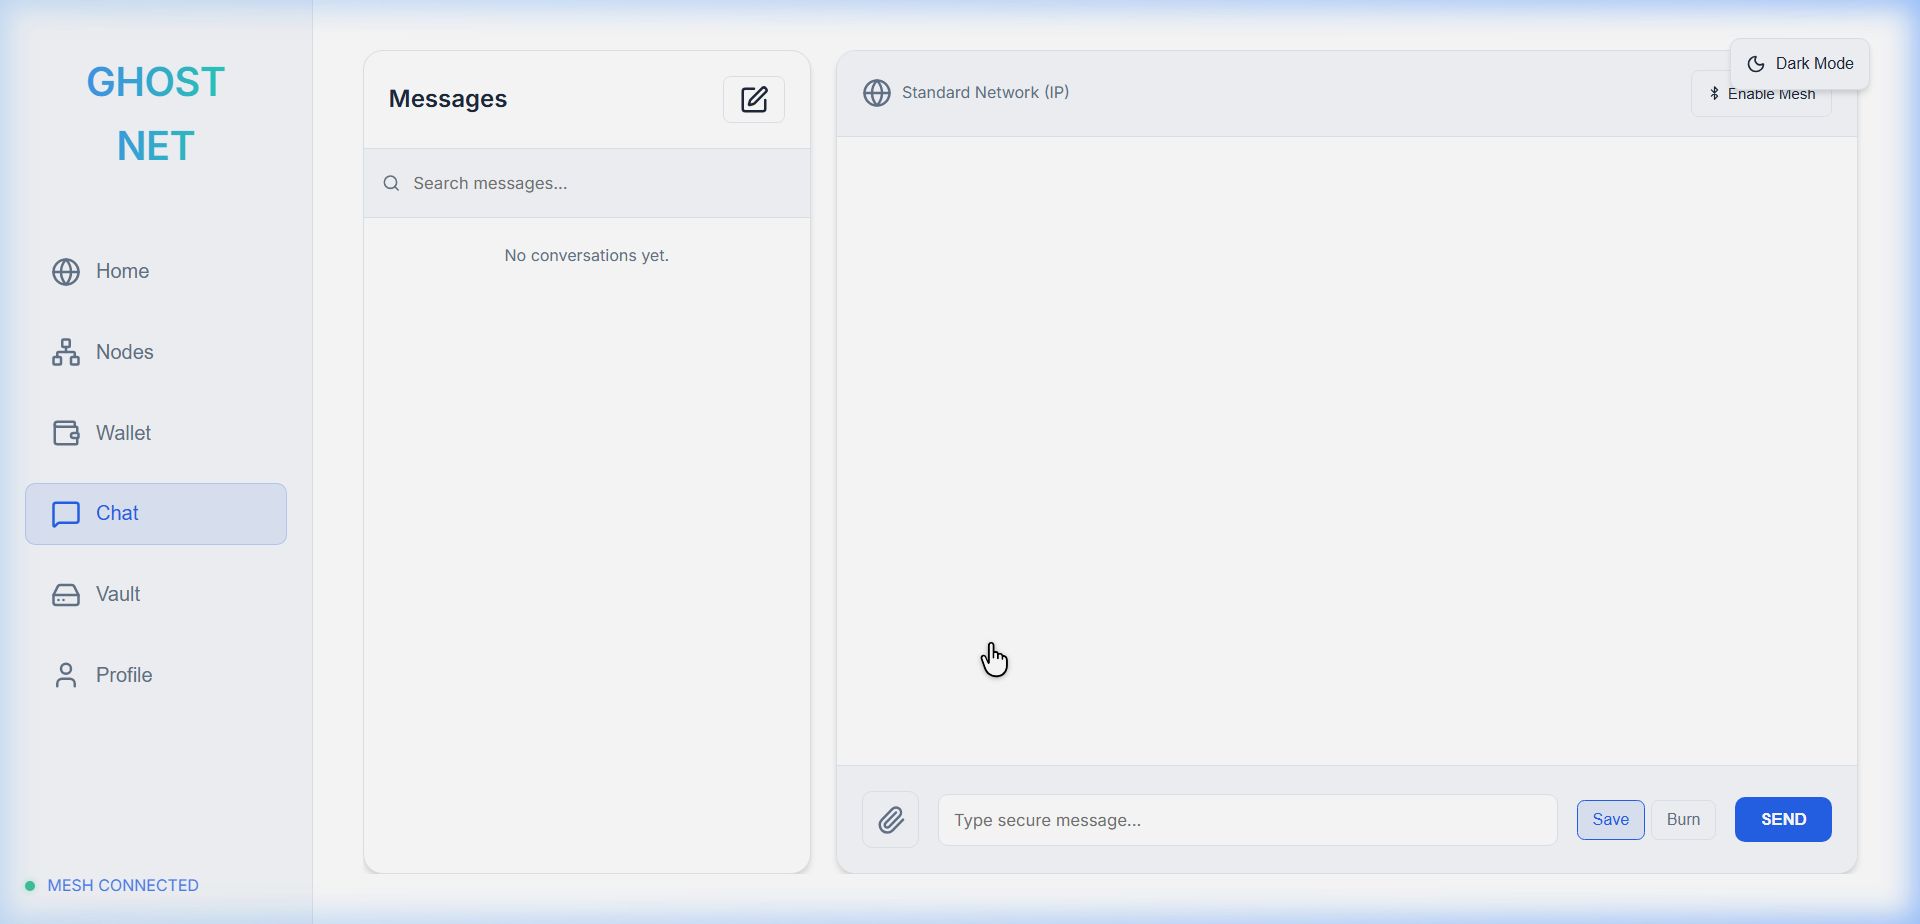 GHOST
NET
Home
Nodes
Wallet
Chat
Vault
Profile
MESH CONNECTED
Messages
Search messages...
No conversations yet.
Standard Network (IP)
Dark Mode
Enable Mesh
Type secure message...
Save
Burn
SEND